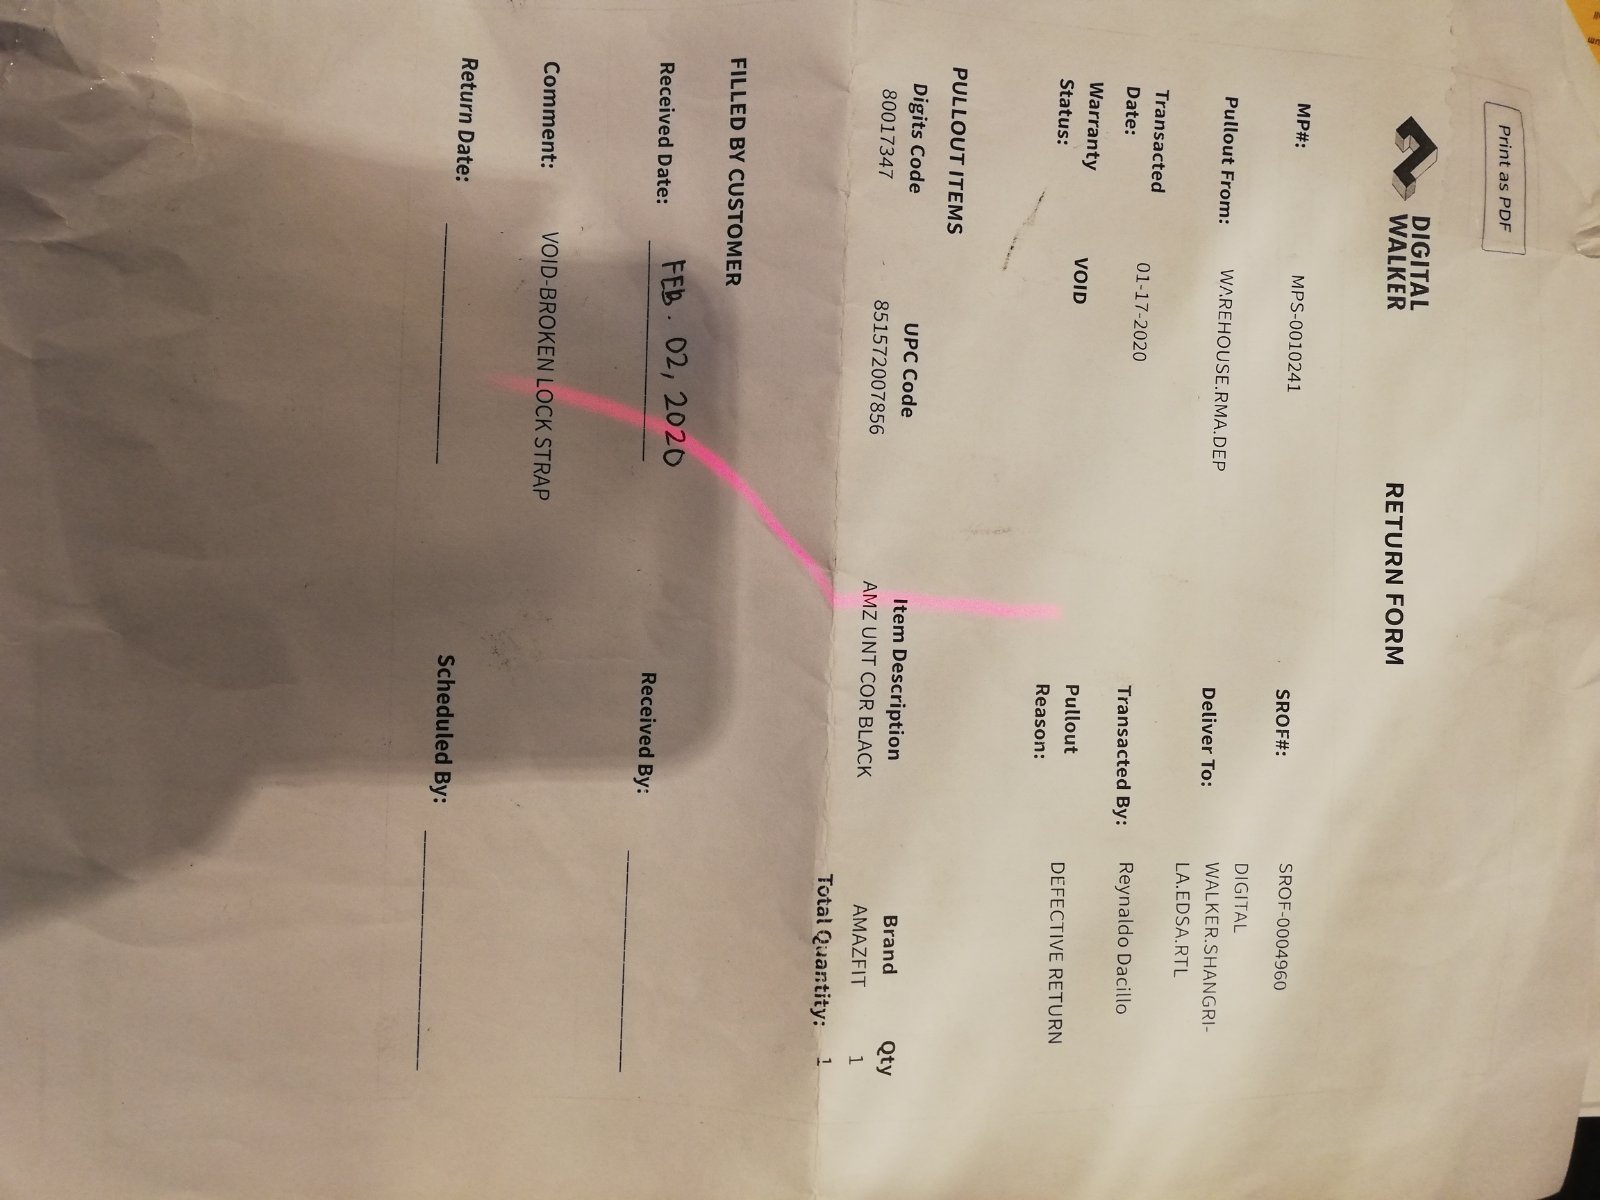 Print as PDF
DIGITAL
WALKER
RETURN FORM
MP#: MPS-0010241 SROF#: SROF-0004960
Pullout From: WAREHOUSE.RMA.DEP Deliver To: DIGITAL
WALKER.SHANGRI-
LA.EDSA.RTL
Transacted
Date: 01-17-2020 Transacted By: Reynaldo Dacillo
Warranty
Status: VOID Pullout
Reason: DEFECTIVE RETURN
PULLOUT ITEMS
Digits Code UPC Code Item Description Brand Qty
80017347 851572007856 AMZ UNT COR BLACK AMAZFIT 1
Total Quantity: 1
FILLED BY CUSTOMER
Received Date: FEB. 02, 2020 Received By:
Comment: VOID-BROKEN LOCK STRAP
Return Date: Scheduled By: